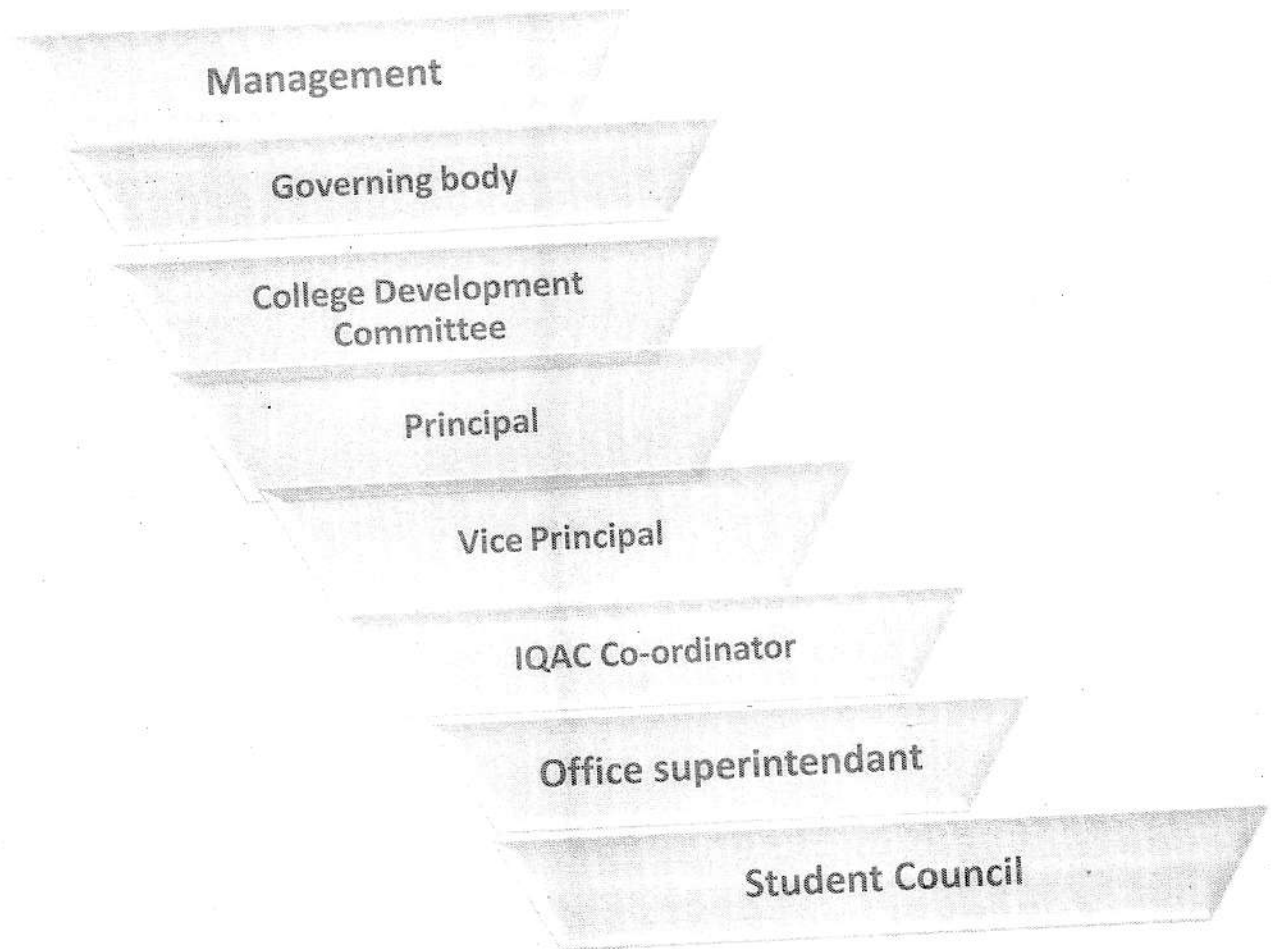 Management
Governing body
College Development
Committee
Principal
Vice Principal
IQAC Co-ordinator
Office superintendant
Student Council